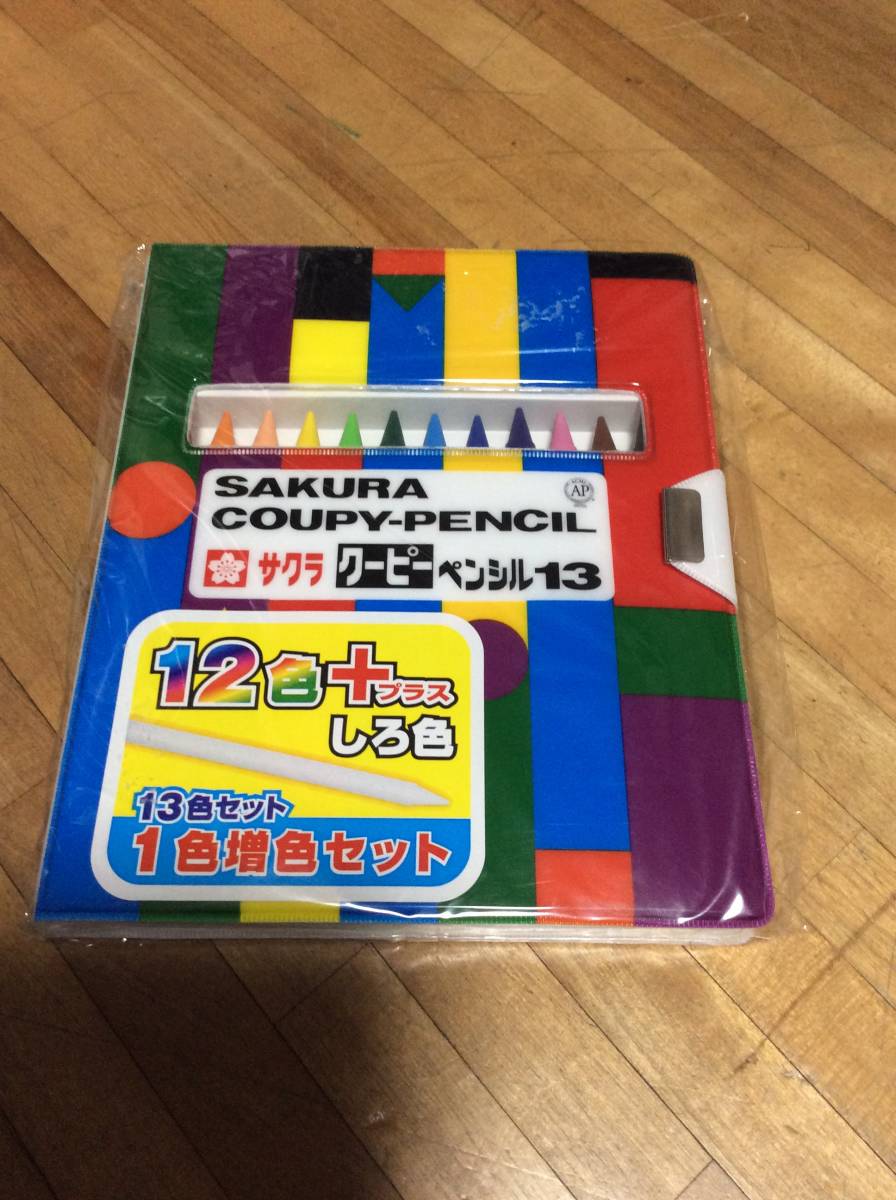 SAKURA
AP
COUPY-PENCIL
サクラ クーピーペンシル13
12色+プラス
しろ色
13色セット
1色増色セット